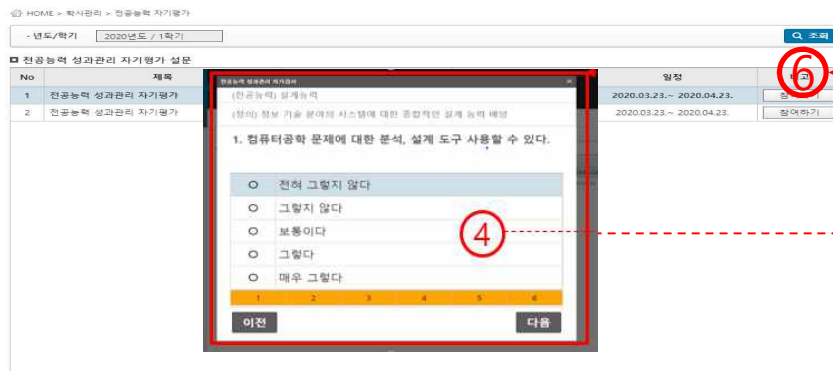 HOME > 학사관리 > 전공능력 자기평가
· 년도/학기 2020년도 / 1학기 조회
전공능력 성과관리 자기평가 설문
No 제목 일정 비고
1 전공능력 성과관리 자기평가 2020.03.23.~ 2020.04.23.
2 전공능력 성과관리 자기평가 2020.03.23.~ 2020.04.23. 참여하기
⑥
전공능력 성과관리 자기검사 ×
(전공능력) 설계능력
(정의) 정보 기술 분야의 시스템에 대한 종합적인 설계 능력 배양
1. 컴퓨터공학 문제에 대한 분석, 설계 도구 사용할 수 있다.
전혀 그렇지 않다
그렇지 않다
보통이다
④
그렇다
매우 그렇다
1 2 3 4 5 6
이전 다음